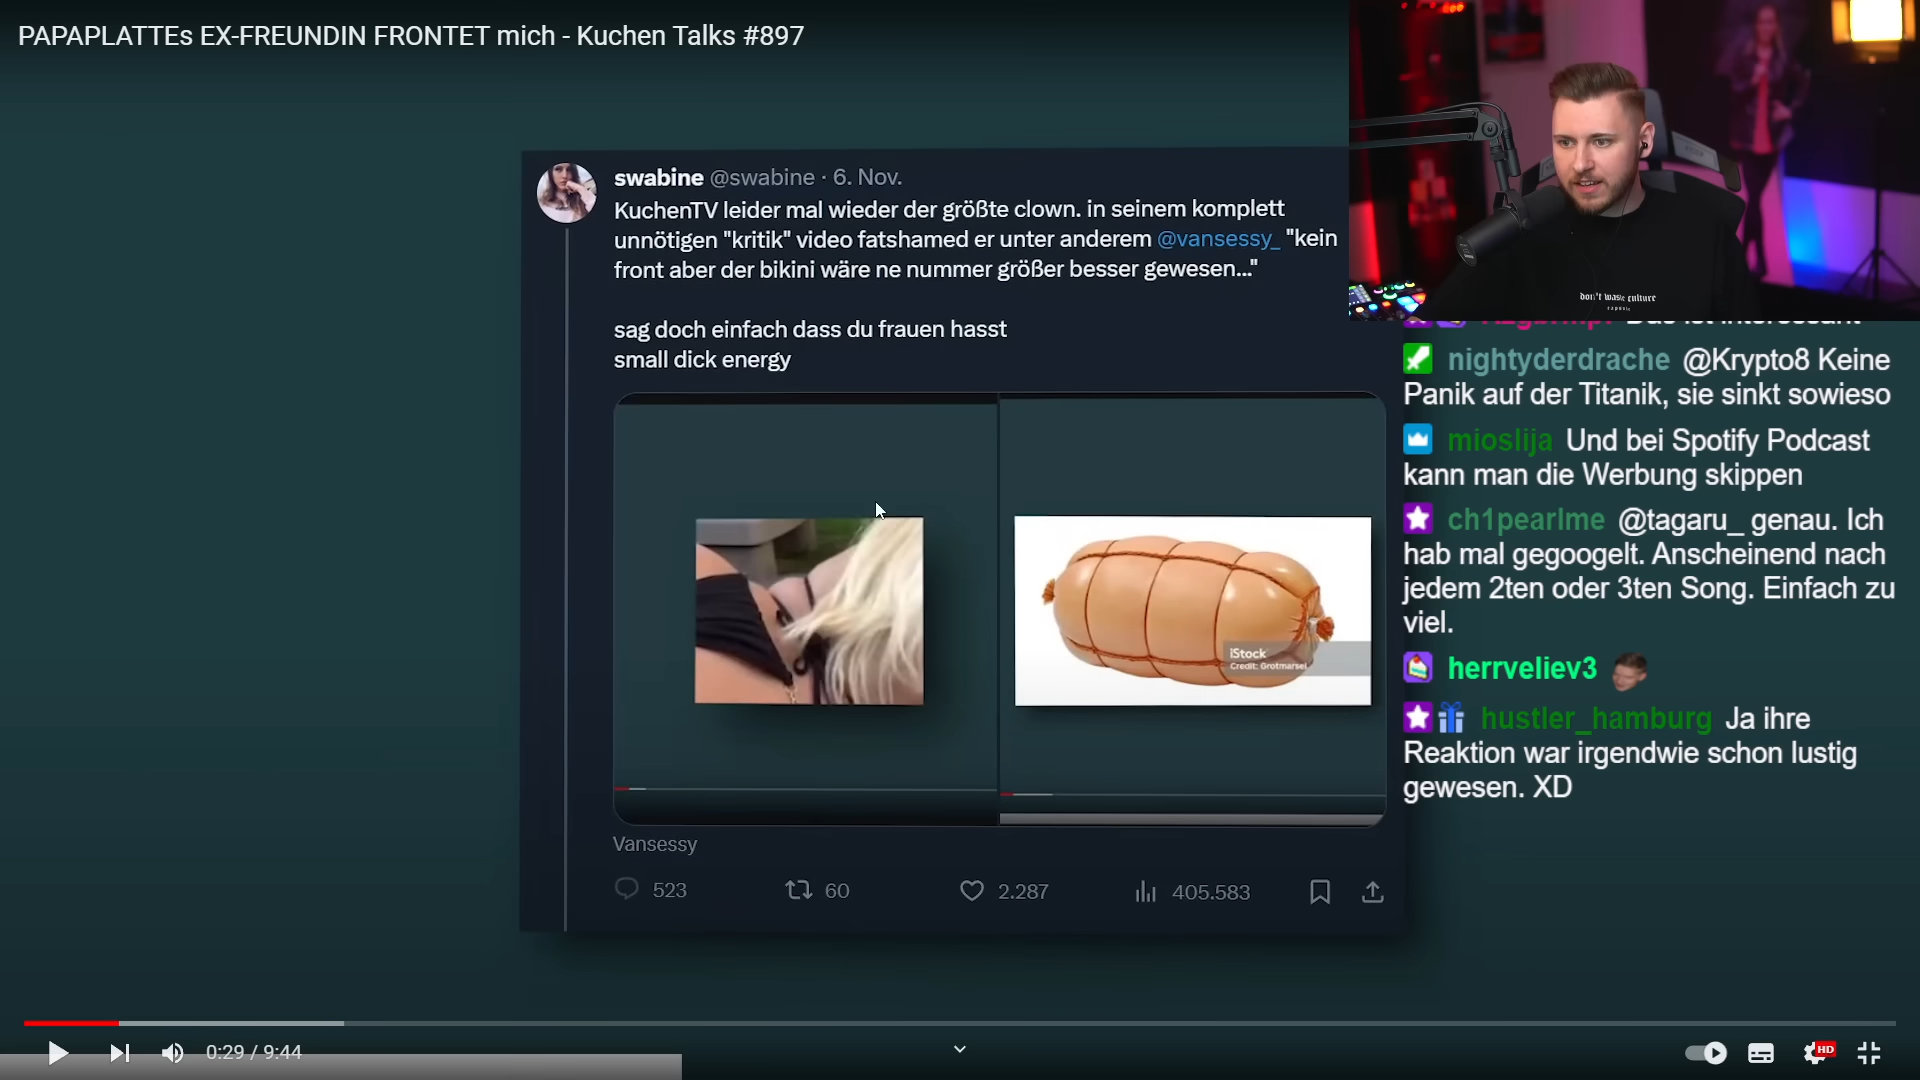 PAPAPLATTEs EX-FREUNDIN FRONTET mich - Kuchen Talks #897
swabine @swabine · 6. Nov.
KuchenTV leider mal wieder der größte clown. in seinem komplett
unnötigen "kritik" video fatshamed er unter anderem @vansessy_ "kein
front aber der bikini wäre ne nummer größer besser gewesen..."
sag doch einfach dass du frauen hasst
small dick energy
iStock
Credit: Grotmarsel
Vansessy
523
60
2.287
405.583
don't waste culture
nightyderdrache @Krypto8 Keine
Panik auf der Titanik, sie sinkt sowieso
mioslija Und bei Spotify Podcast
kann man die Werbung skippen
ch1pearlme @tagaru_ genau. Ich
hab mal gegoogelt. Anscheinend nach
jedem 2ten oder 3ten Song. Einfach zu
viel.
herrveliev3
hustler_hamburg Ja ihre
Reaktion war irgendwie schon lustig
gewesen. XD
0:29 / 9:44
HD